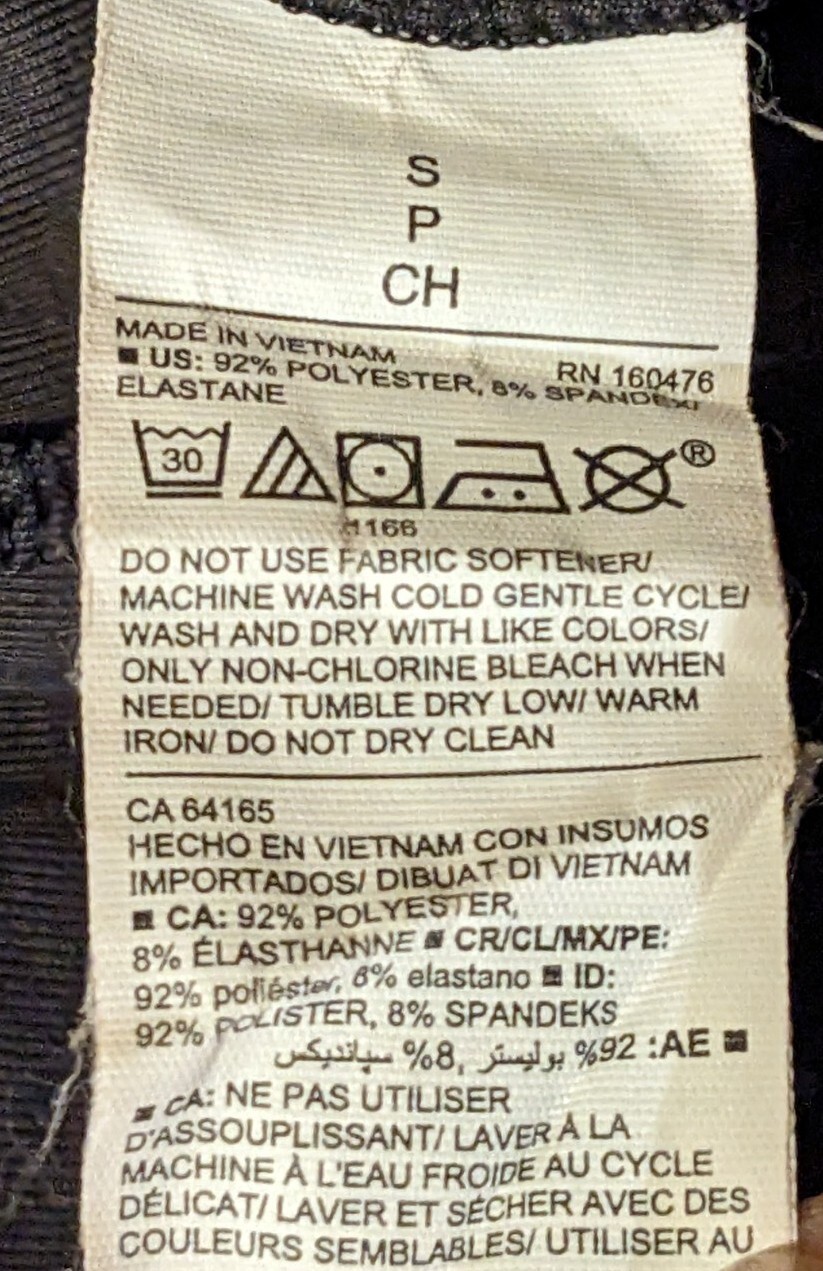 S
P
CH
MADE IN VIETNAM
RN 160476
■ US: 92% POLYESTER, 8% SPANDEX/
ELASTANE
30
®
1166
DO NOT USE FABRIC SOFTENER/
MACHINE WASH COLD GENTLE CYCLE/
WASH AND DRY WITH LIKE COLORS/
ONLY NON-CHLORINE BLEACH WHEN
NEEDED/ TUMBLE DRY LOW/ WARM
IRON/ DO NOT DRY CLEAN
CA 64165
HECHO EN VIETNAM CON INSUMOS
IMPORTADOS/ DIBUAT DI VIETNAM
■ CA: 92% POLYESTER,
8% ÉLASTHANNE ■ CR/CL/MX/PE:
92% poliéster, 8% elastano ■ ID:
92% POLISTER, 8% SPANDEKS
■ AE: 92% بوليستر, 8% سباندیکس
■ CA: NE PAS UTILISER
D'ASSOUPLISSANT/ LAVER À LA
MACHINE À L'EAU FROIDE AU CYCLE
DÉLICAT/ LAVER ET SÉCHER AVEC DES
COULEURS SEMBLABLES/ UTILISER AU